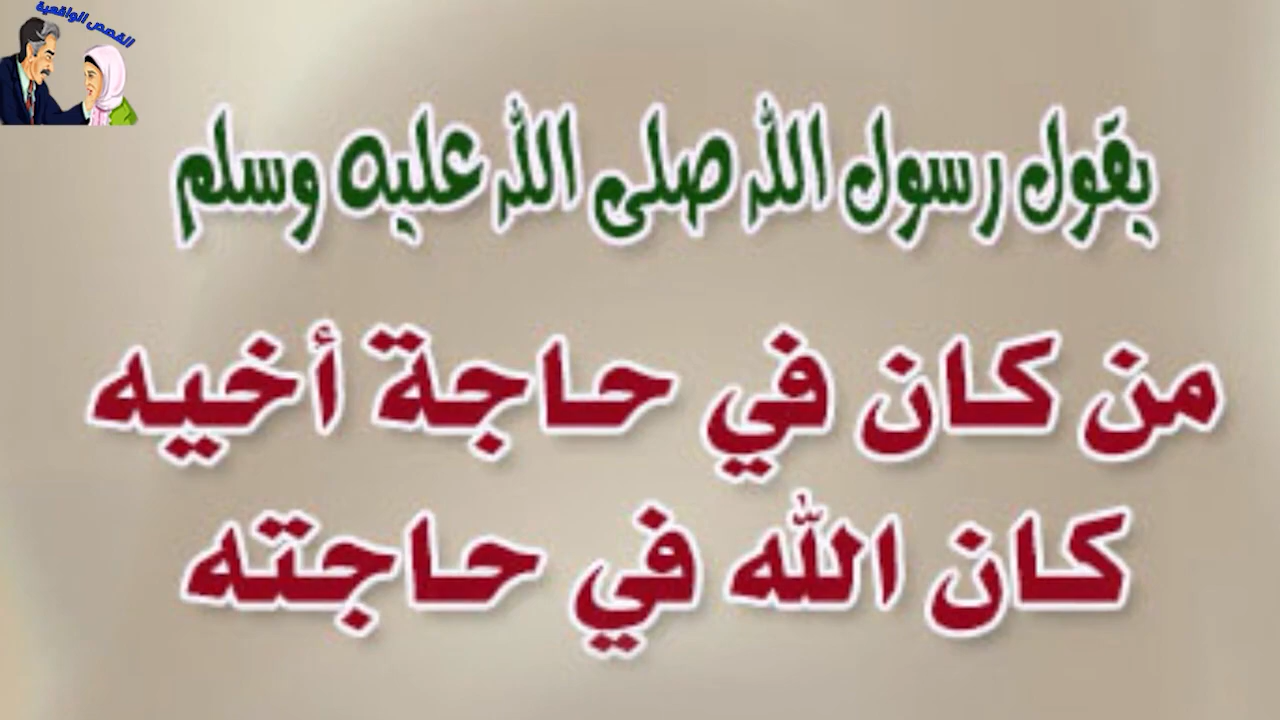 القصص الواقعية
يقول رسول الله صلى الله عليه وسلم
من كان في حاجة أخيه
كان الله في حاجته